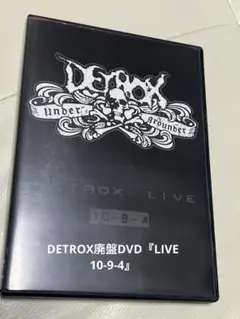 DETROX
Under
grounder
DETROX LIVE
10-9-4
DETROX廃盤DVD『LIVE
10-9-4』